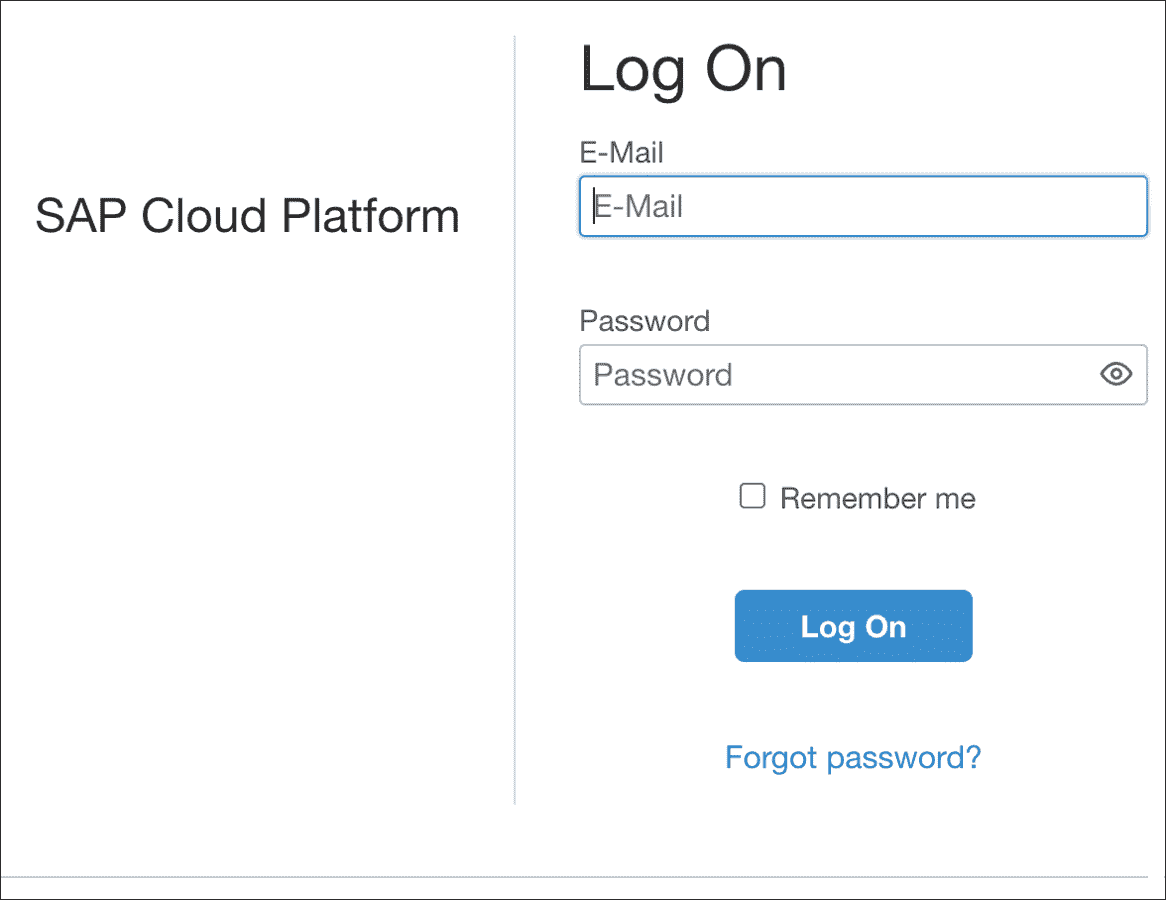 SAP Cloud Platform
Log On
E-Mail
E-Mail
Password
Password
Remember me
Log On
Forgot password?